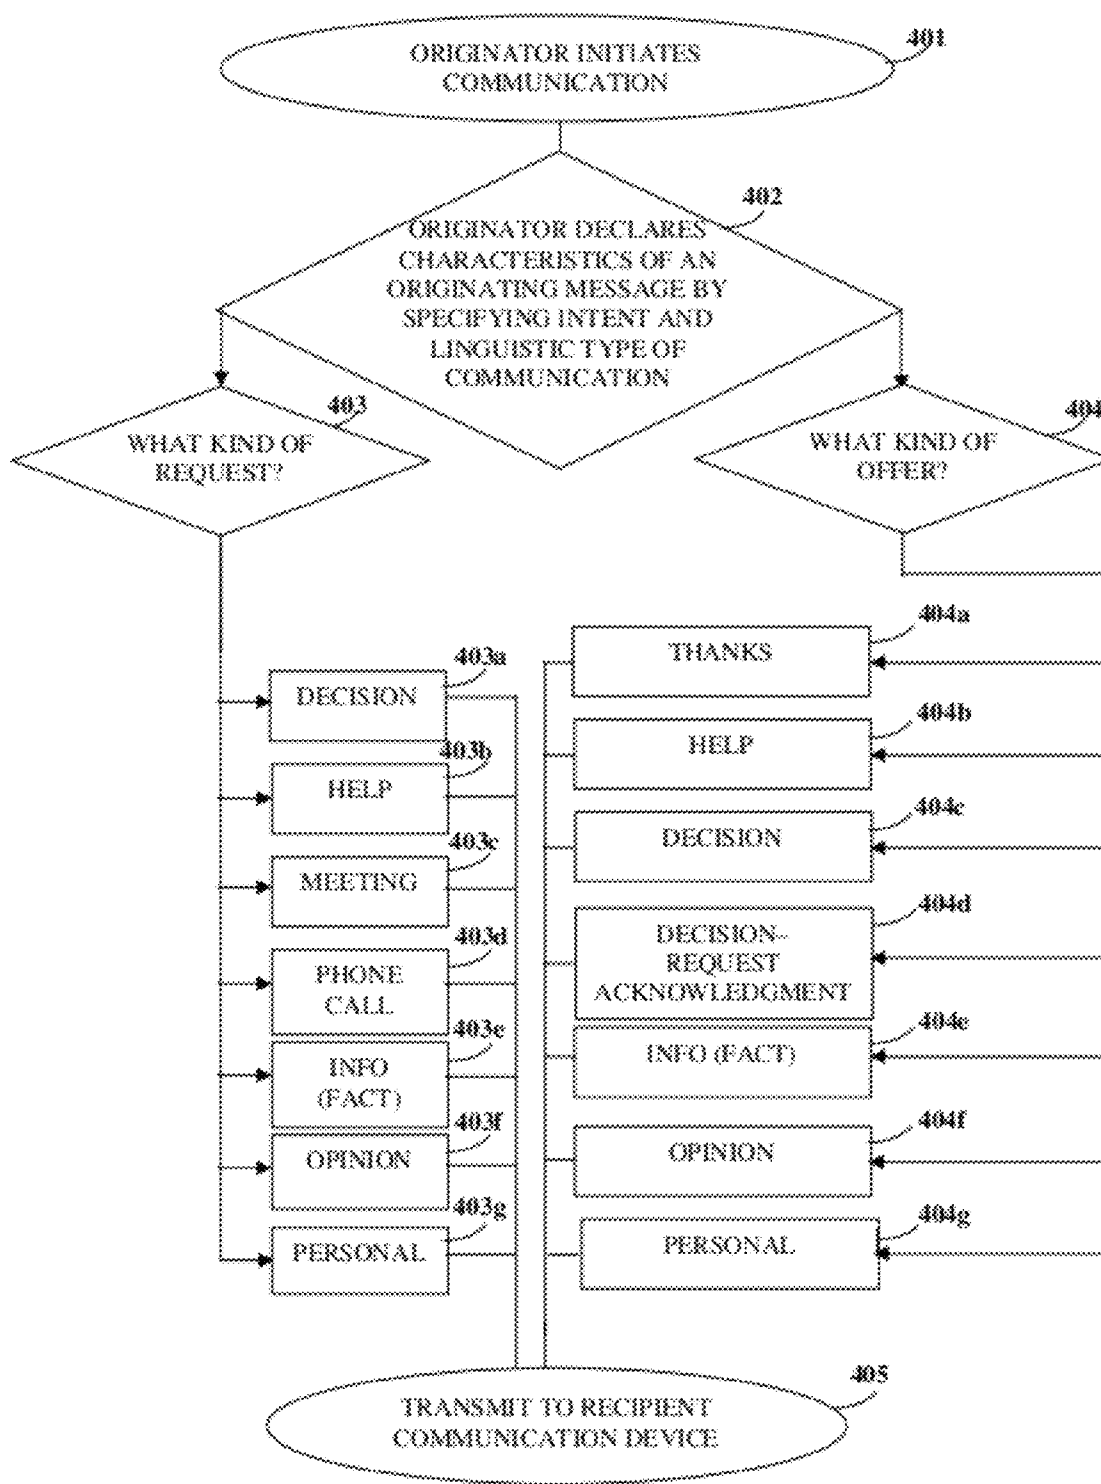 401
ORIGINATOR INITIATES
COMMUNICATION
402
ORIGINATOR DECLARES
CHARACTERISTICS OF AN
ORIGINATING MESSAGE BY
SPECIFYING INTENT AND
LINGUISTIC TYPE OF
COMMUNICATION
403
WHAT KIND OF
REQUEST?
404
WHAT KIND OF
OFFER?
403a
DECISION
403b
HELP
403c
MEETING
403d
PHONE
CALL
403e
INFO
(FACT)
403f
OPINION
403g
PERSONAL
404a
THANKS
404b
HELP
404c
DECISION
404d
DECISION–
REQUEST
ACKNOWLEDGMENT
404e
INFO (FACT)
404f
OPINION
404g
PERSONAL
405
TRANSMIT TO RECIPIENT
COMMUNICATION DEVICE